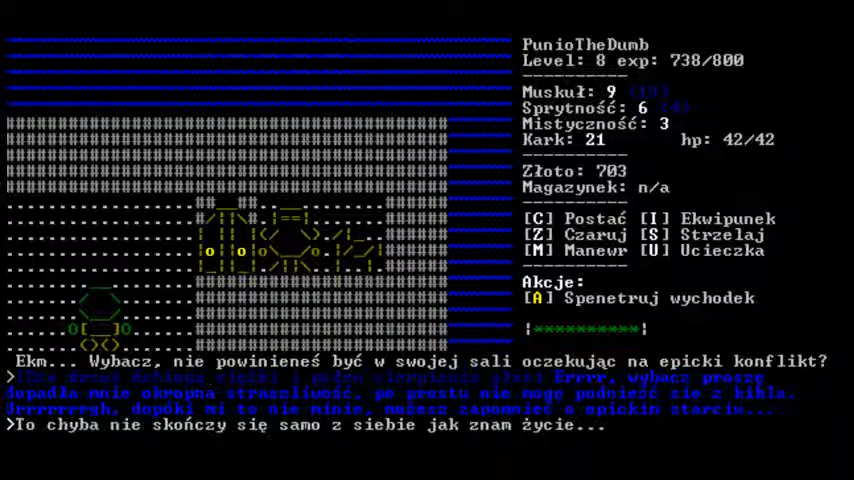 PunioTheDumb
Level: 8 exp: 738/800
Muskuł: 9 (19)
Sprytność: 6 (4)
Mistyczność: 3
Kark: 21 hp: 42/42
Złoto: 703
Magazynek: n/a
[C] Postać [I] Ekwipunek
[Z] Czaruj [S] Strzelaj
[M] Manewr [U] Ucieczka
Akcje:
[A] Spenetruj wychodek
Ekm... Wybacz, nie powinieneś być w swojej sali oczekując na epicki konflikt?
> Errrr, wybacz proszę
dopadła mnie okropna straszliwość, po prostu nie mogę podnieść się z kibla.
Urrrrrrrgh, dopóki mi to nie minie, możesz zapomnieć o epickim starciu...
>To chyba nie skończy się samo z siebie jak znam życie...